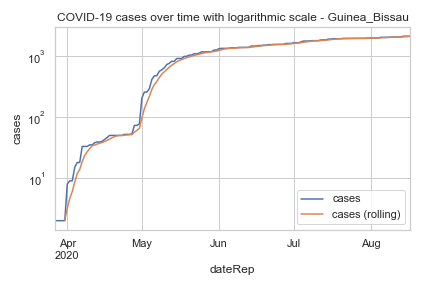 COVID-19 cases over time with logarithmic scale - Guinea_Bissau
cases
10³
10²
10¹
Apr
2020
May
Jun
Jul
Aug
dateRep
cases
cases (rolling)